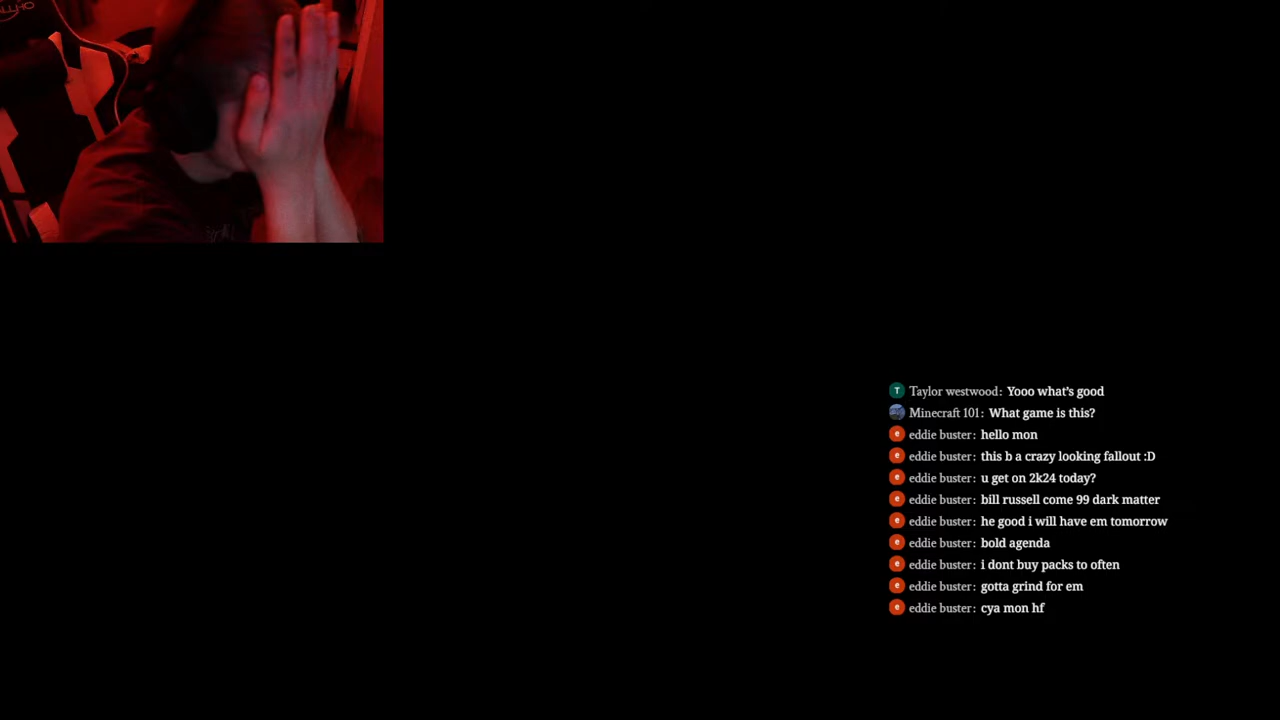 T Taylor westwood: Yooo what's good
Minecraft 101: What game is this?
e eddie buster: hello mon
e eddie buster: this b a crazy looking fallout :D
e eddie buster: u get on 2k24 today?
e eddie buster: bill russell come 99 dark matter
e eddie buster: he good i will have em tomorrow
e eddie buster: bold agenda
e eddie buster: i dont buy packs to often
e eddie buster: gotta grind for em
e eddie buster: cya mon hf